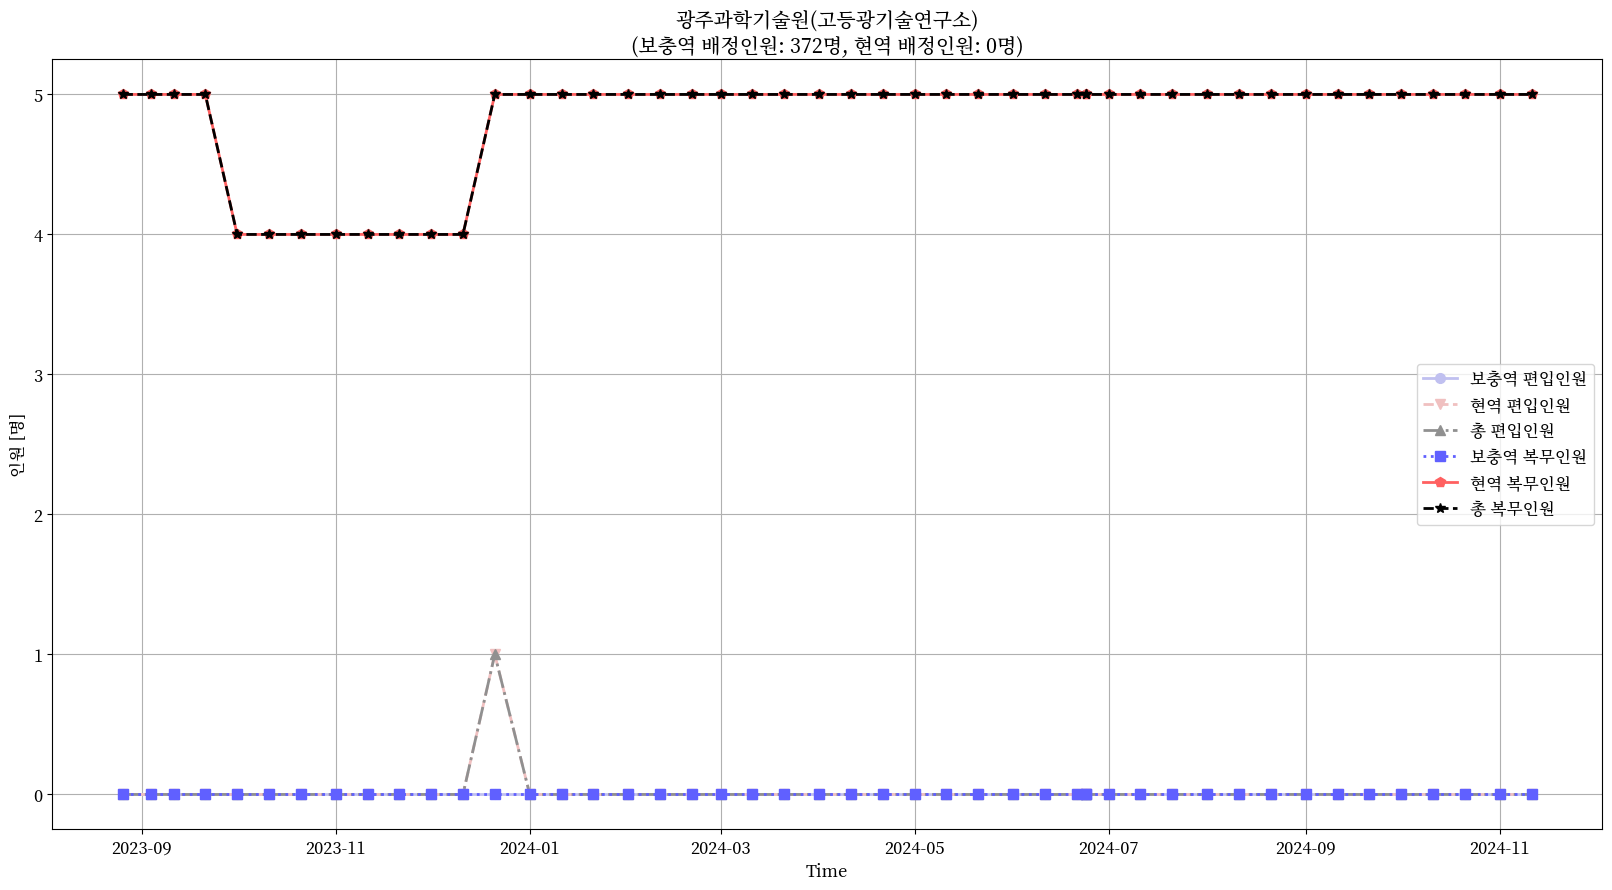 광주과학기술원(고등광기술연구소)
(보충역 배정인원: 372명, 현역 배정인원: 0명)
5
4
3
2
1
0
인원 [명]
보충역 편입인원
현역 편입인원
총 편입인원
보충역 복무인원
현역 복무인원
총 복무인원
2023-09 2023-11 2024-01 2024-03 2024-05 2024-07 2024-09 2024-11
Time